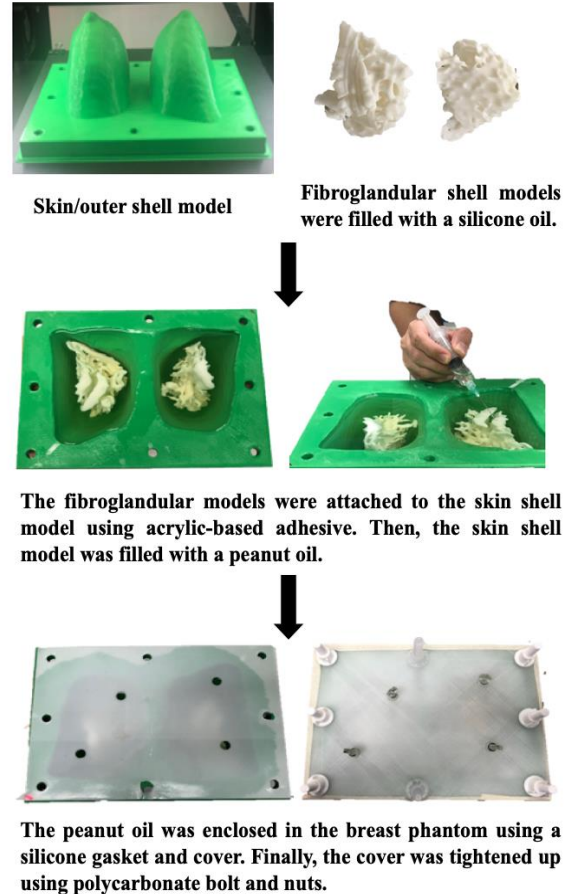 Skin/outer shell model
Fibroglandular shell models
were filled with a silicone oil.
The fibroglandular models were attached to the skin shell
model using acrylic-based adhesive. Then, the skin shell
model was filled with a peanut oil.
The peanut oil was enclosed in the breast phantom using a
silicone gasket and cover. Finally, the cover was tightened up
using polycarbonate bolt and nuts.